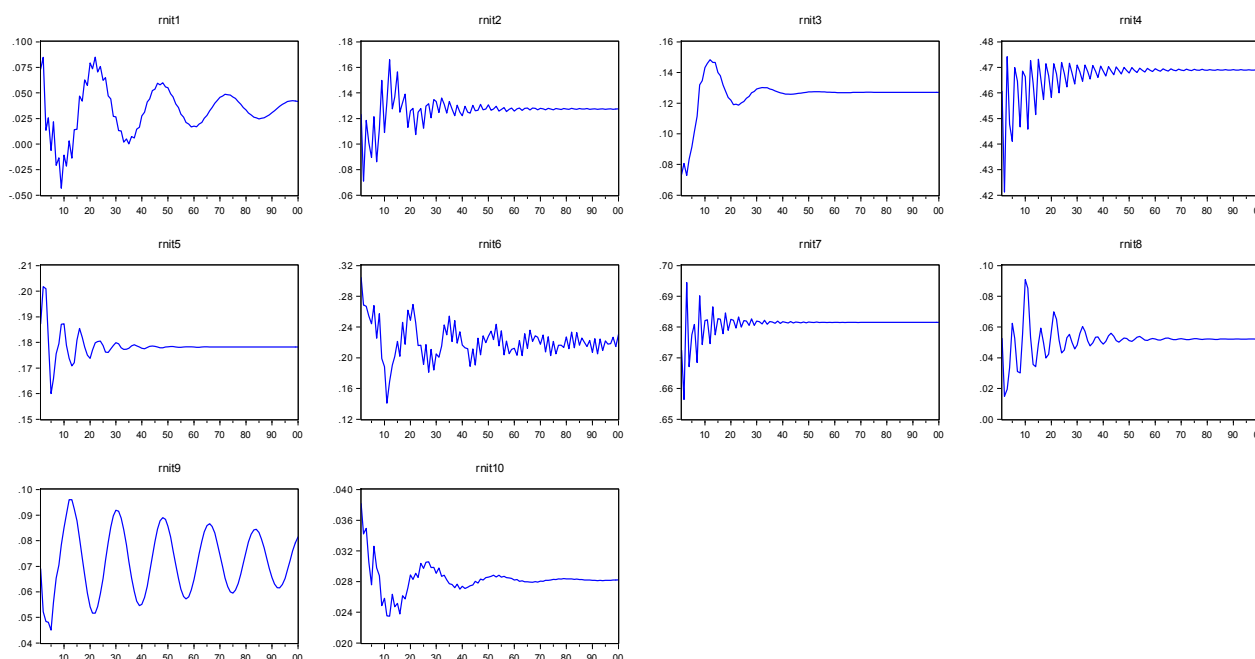 rnit1 rnit2 rnit3 rnit4
.100 .18 .16 .48
.075 .16 .14 .47
.050 .14 .12 .46
.025 .12 .10 .45
.000 .10 .08 .44
-.025 .08 .06 .43
-.050 .06 .42
10 20 30 40 50 60 70 80 90 00 10 20 30 40 50 60 70 80 90 00 10 20 30 40 50 60 70 80 90 00 10 20 30 40 50 60 70 80 90
rnit5 rnit6 rnit7 rnit8
.21 .32 .70 .10
.20 .28 .69 .08
.19 .24 .68 .06
.18 .20 .67 .04
.17 .16 .66 .02
.16 .12 .65 .00
.15
10 20 30 40 50 60 70 80 90 00 10 20 30 40 50 60 70 80 90 00 10 20 30 40 50 60 70 80 90 00 10 20 30 40 50 60 70 80 90
rnit9 rnit10
.10 .040
.09 .036
.08 .032
.07 .028
.06 .024
.05 .020
.04
10 20 30 40 50 60 70 80 90 00 10 20 30 40 50 60 70 80 90 00